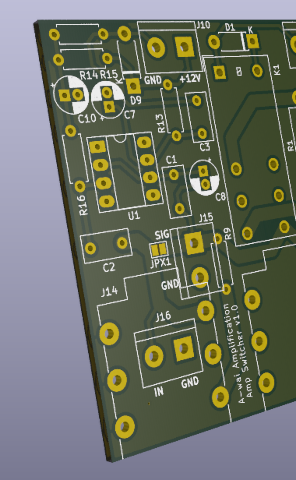 J10
D1
K
B
K1
R14
R15
GND
+12V
D9
C10
C7
R13
C3
R1
R16
U1
C1
C8
J15
SIG
R9
C2
JPX1
J14
GND
J16
IN
GND
A-wai Amplification
Amp Switcher v1.0